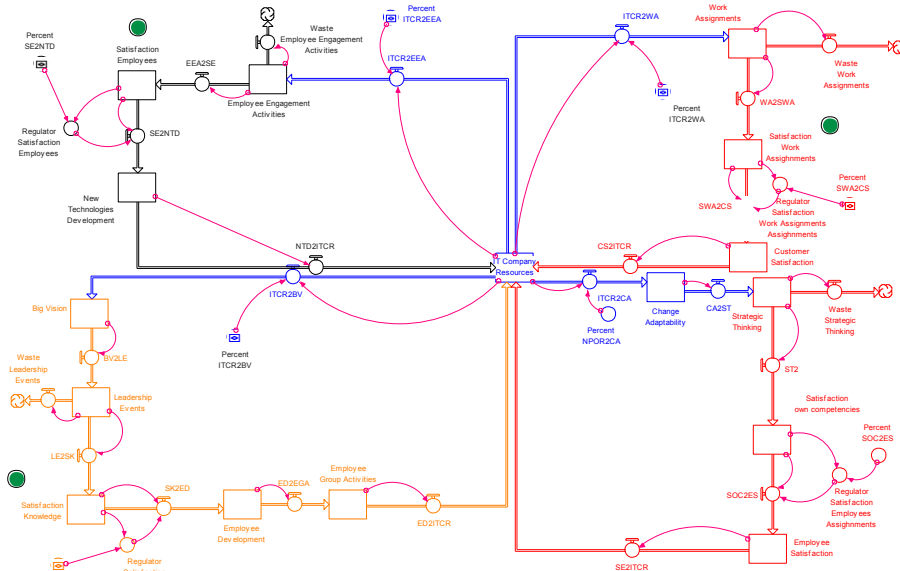 Percent
SE2NTD
Satisfaction
Employees
EEA2SE
Waste
Employee Engagement
Activities
Employee Engagement
Activities
Regulator
Satisfaction
Employees
SE2NTD
New
Technologies
Development
Percent
ITCR2EEA
ITCR2EEA
ITCR2WA
Percent
ITCR2WA
Work
Assignments
Waste
Work
Assignments
WA2SWA
Satisfaction
Work
Assighnments
Percent
SWA2CS
SWA2CS
Regulator
Satisfaction
Work Assignments
Assignments
NTD2ITCR
IT Company
Resources
CS2ITCR
Customer
Satisfaction
ITCR2BV
Percent
ITCR2BV
ITCR2CA
Percent
NPOR2CA
Change
Adaptability
CA2ST
Strategic
Thinking
Waste
Strategic
Thinking
ST2
Big Vision
BV2LE
Waste
Leadership
Events
Leadership
Events
LE2SK
Satisfaction
Knowledge
SK2ED
Regulator
Employee
Development
ED2EGA
Employee
Group Activities
ED2ITCR
Satisfaction
own competencies
Percent
SOC2ES
SOC2ES
Regulator
Satisfaction
Employees
Assignments
Employee
Satisfaction
SE2ITCR